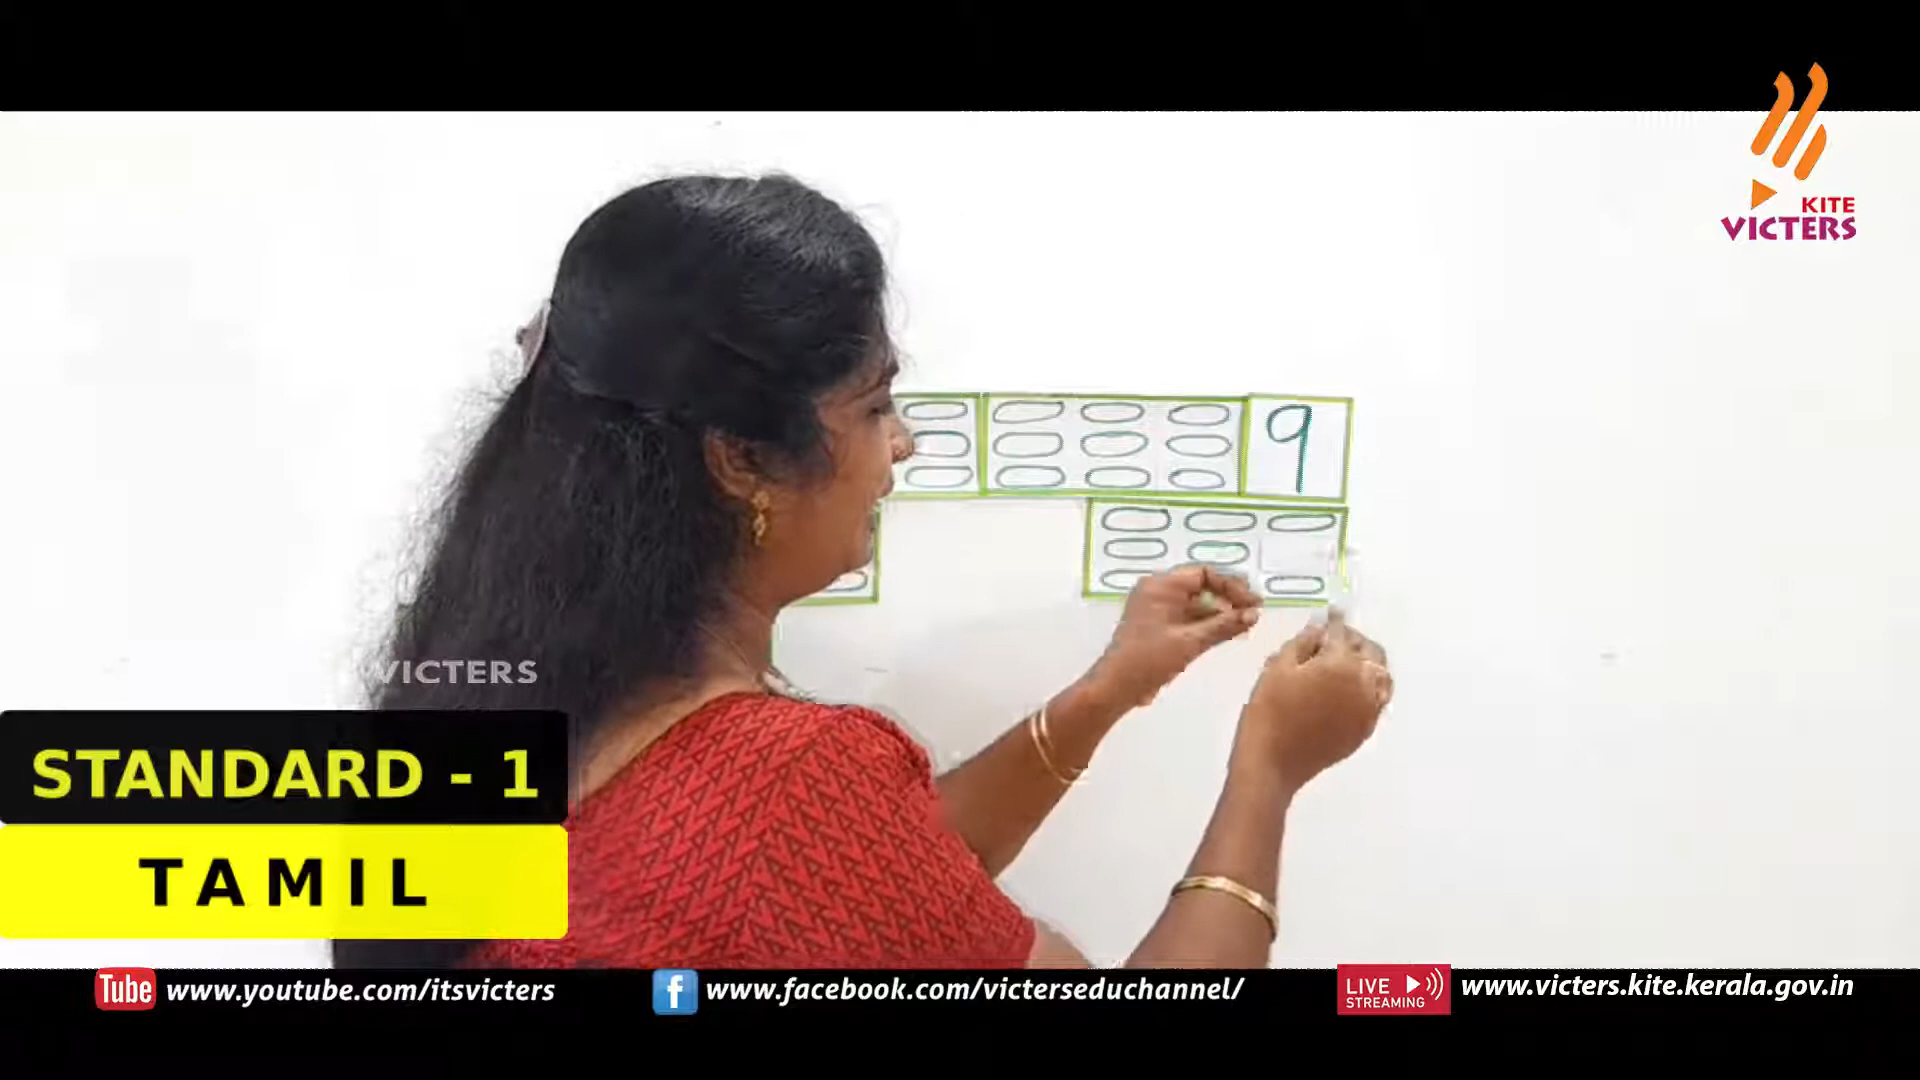 KITE
VICTERS
9
VICTERS
STANDARD - 1
TAMIL
Tube www.youtube.com/itsvicters
f www.facebook.com/victerseduchannel/
LIVE
STREAMING
www.victers.kite.kerala.gov.in